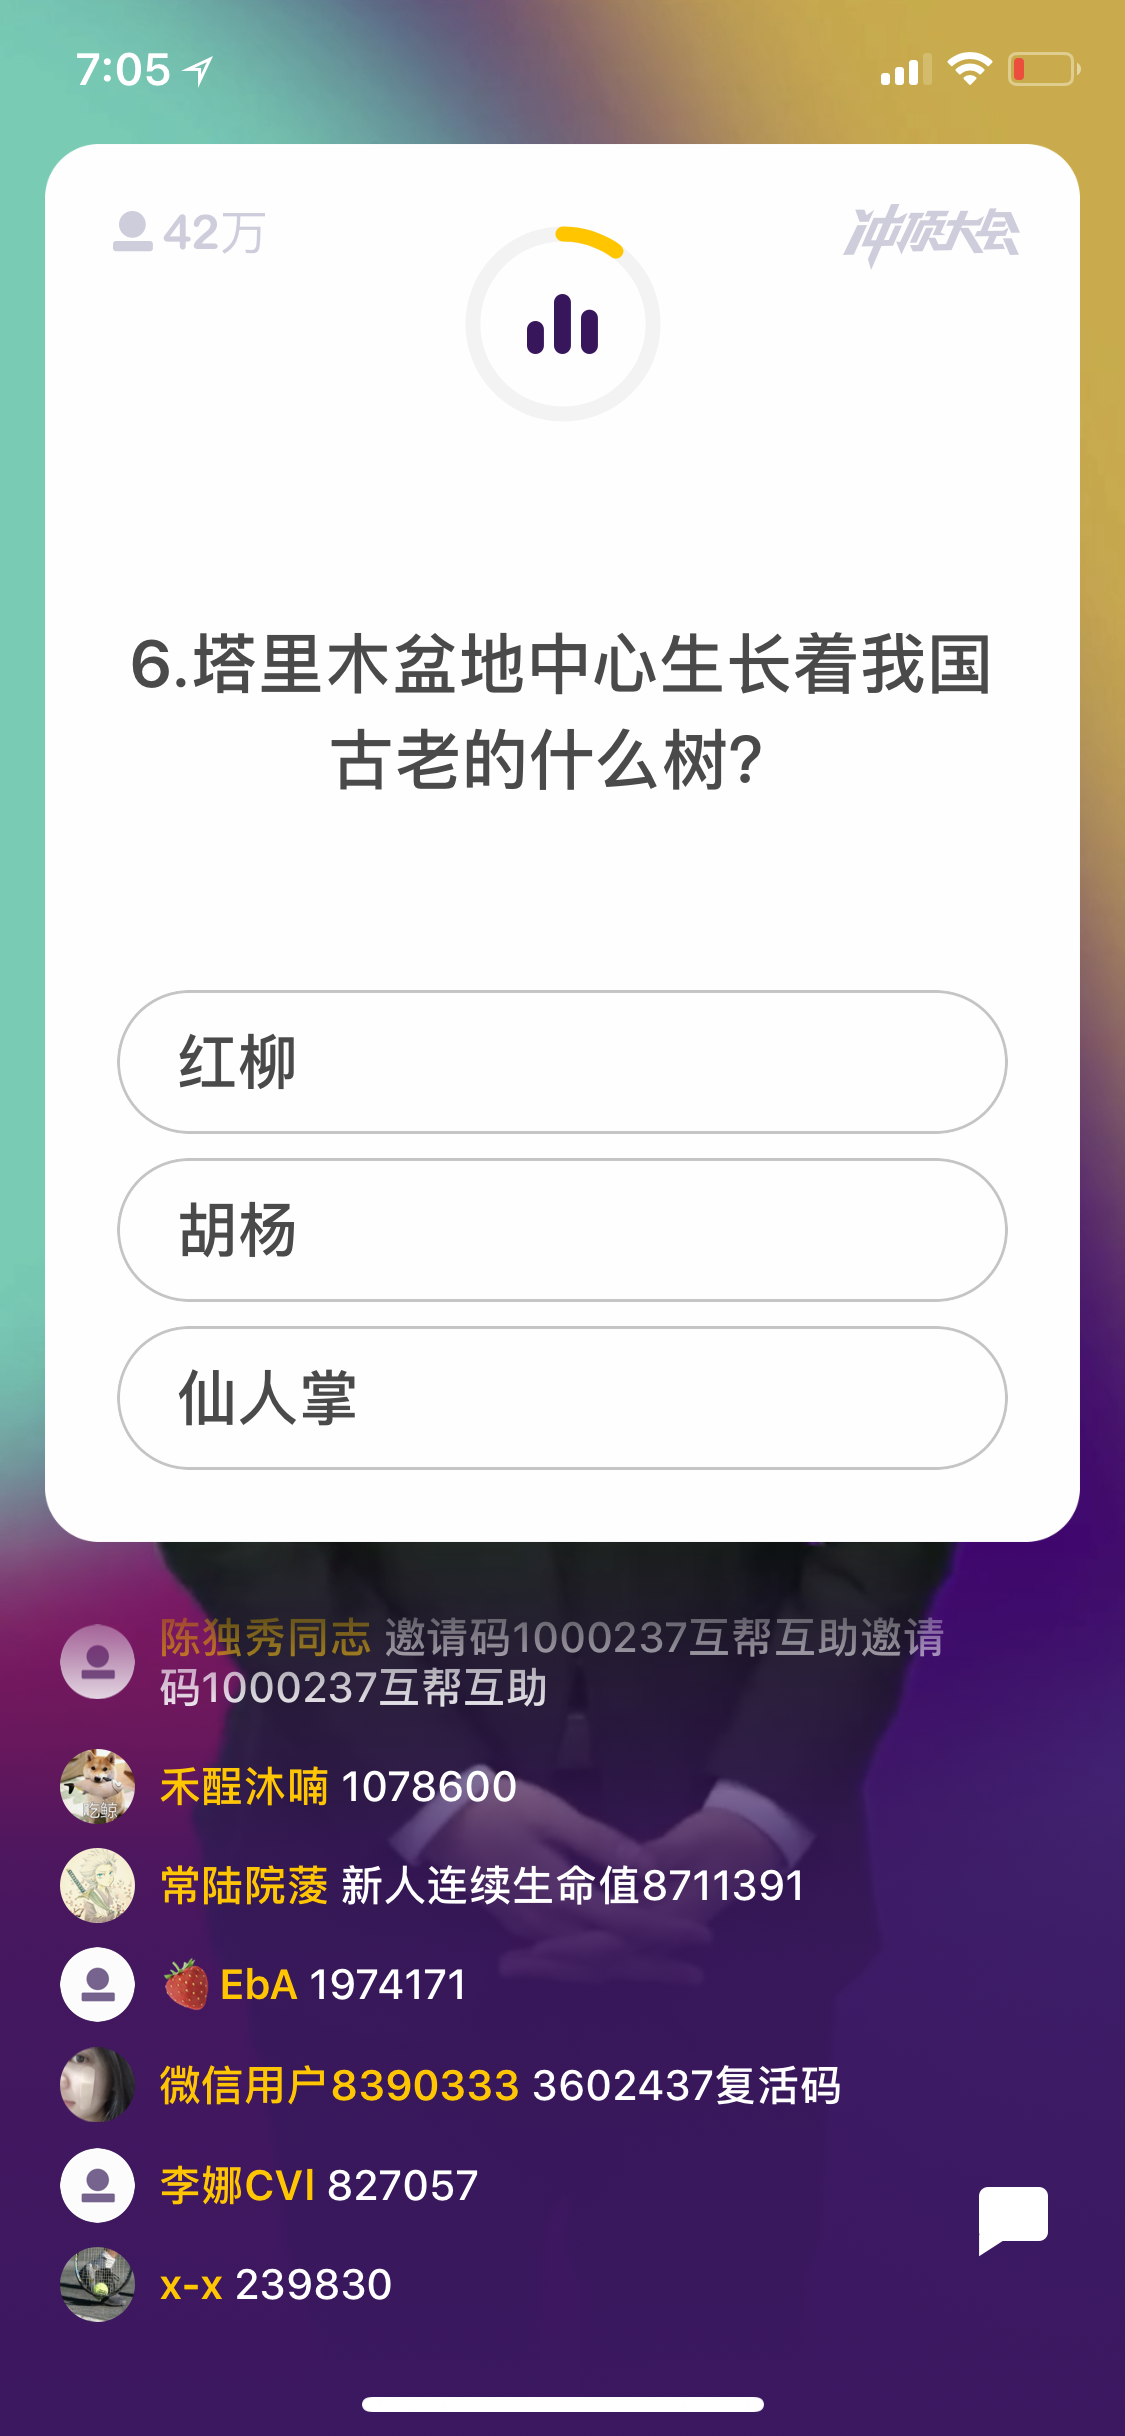 7:05
42万
冲顶大会
6.塔里木盆地中心生长着我国
古老的什么树?
红柳
胡杨
仙人掌
陈独秀同志 邀请码1000237互帮互助邀请
码1000237互帮互助
禾酲沐喃 1078600
吃鲸
常陆院薐 新人连续生命值8711391
EbA 1974171
微信用户8390333 3602437复活码
李娜CVl 827057
x-x 239830